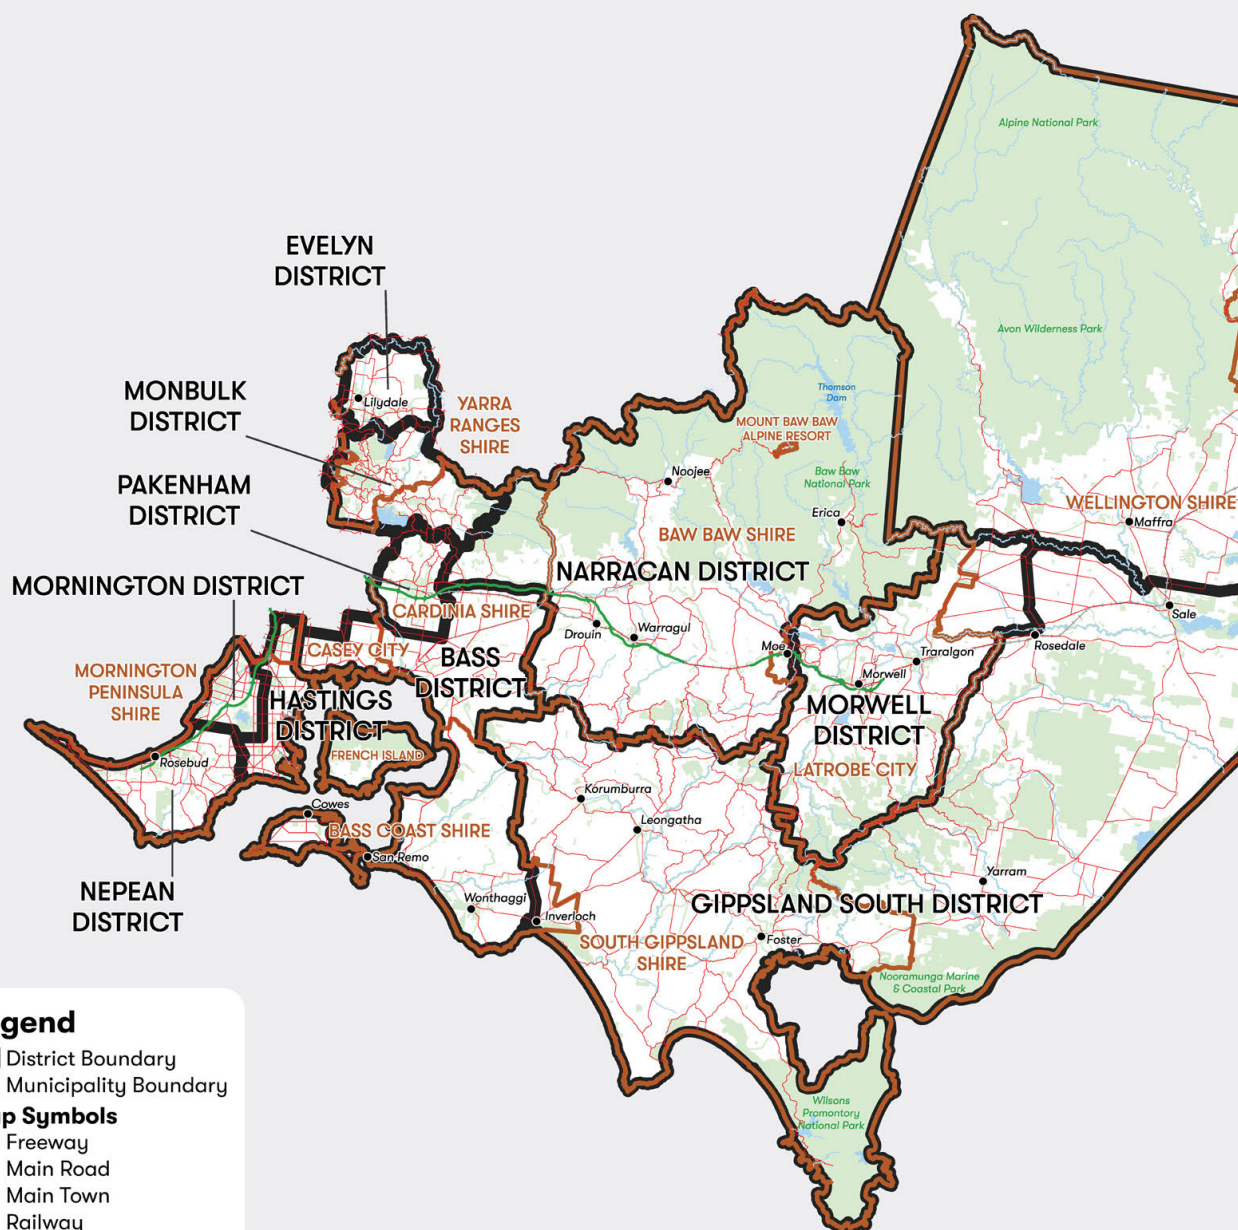 Alpine National Park
EVELYN
DISTRICT
Avon Wilderness Park
MONBULK
DISTRICT
Lilydale
YARRA
RANGES
SHIRE
Thomson
Dam
MOUNT BAW BAW
ALPINE RESORT
PAKENHAM
DISTRICT
Noojee
Baw Baw
National Park
WELLINGTON SHIRE
Erica
Maffra
BAW BAW SHIRE
NARRACAN DISTRICT
MORNINGTON DISTRICT
CARDINIA SHIRE
Sale
Drouin
Warragul
CASEY CITY
Moe
Traralgon
Rosedale
BASS
DISTRICT
MORNINGTON
PENINSULA
SHIRE
Morwell
HASTINGS
DISTRICT
MORWELL
DISTRICT
FRENCH ISLAND
Rosebud
LATROBE CITY
Korumburra
Cowes
Leongatha
BASS COAST SHIRE
San Remo
Yarram
NEPEAN
DISTRICT
Wonthaggi
GIPPSLAND SOUTH DISTRICT
Inverloch
SOUTH GIPPSLAND
SHIRE
Foster
Nooramunga Marine
& Coastal Park
Wilsons
Promontory
National Park
gend
District Boundary
Municipality Boundary
p Symbols
Freeway
Main Road
Main Town
Railway